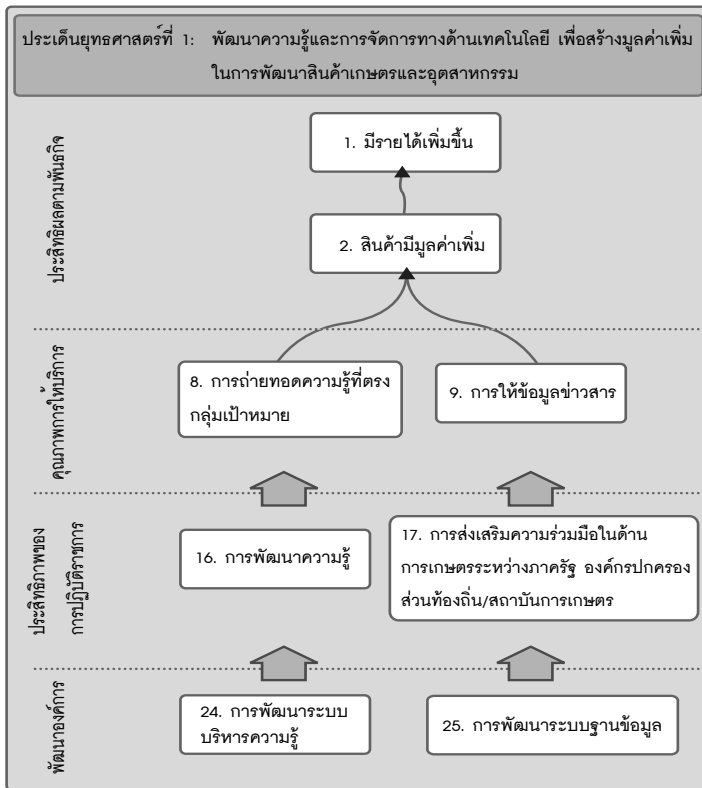 ประเด็นยุทธศาสตร์ที่ 1: พัฒนาความรู้และการจัดการทางด้านเทคโนโลยี เพื่อสร้างมูลค่าเพิ่ม
ในการพัฒนาสินค้าเกษตรและอุตสาหกรรม
ประสิทธิผลตามพันธกิจ
1. มีรายได้เพิ่มขึ้น
2. สินค้ามีมูลค่าเพิ่ม
คุณภาพการให้บริการ
8. การถ่ายทอดความรู้ที่ตรง
กลุ่มเป้าหมาย
9. การให้ข้อมูลข่าวสาร
ประสิทธิภาพของ
การปฏิบัติราชการ
16. การพัฒนาความรู้
17. การส่งเสริมความร่วมมือในด้าน
การเกษตรระหว่างภาครัฐ องค์กรปกครอง
ส่วนท้องถิ่น/สถาบันการเกษตร
พัฒนาองค์การ
24. การพัฒนาระบบ
บริหารความรู้
25. การพัฒนาระบบฐานข้อมูล